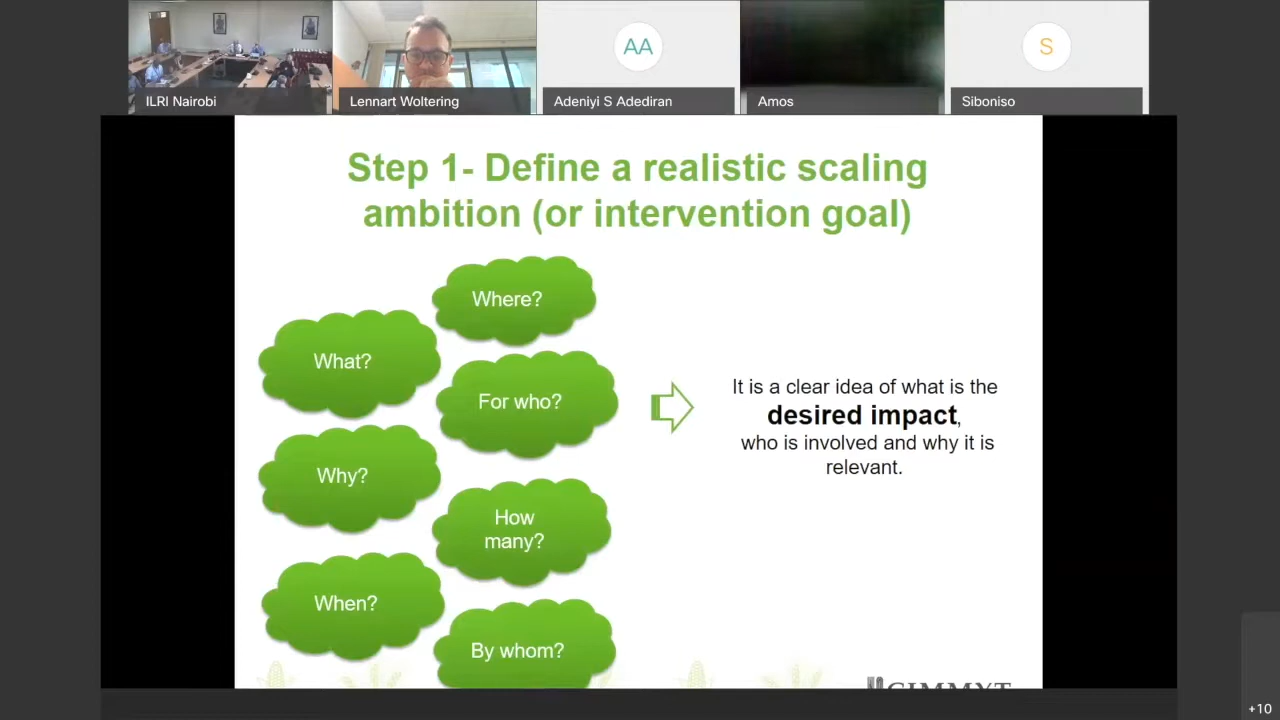 AA
S
ILRI Nairobi
Lennart Woltering
Adeniyi S Adediran
Amos
Siboniso
Step 1- Define a realistic scaling
ambition (or intervention goal)
Where?
What?
For who?
Why?
How
many?
When?
By whom?
It is a clear idea of what is the
desired impact,
who is involved and why it is
relevant.
CIMMYT
+10